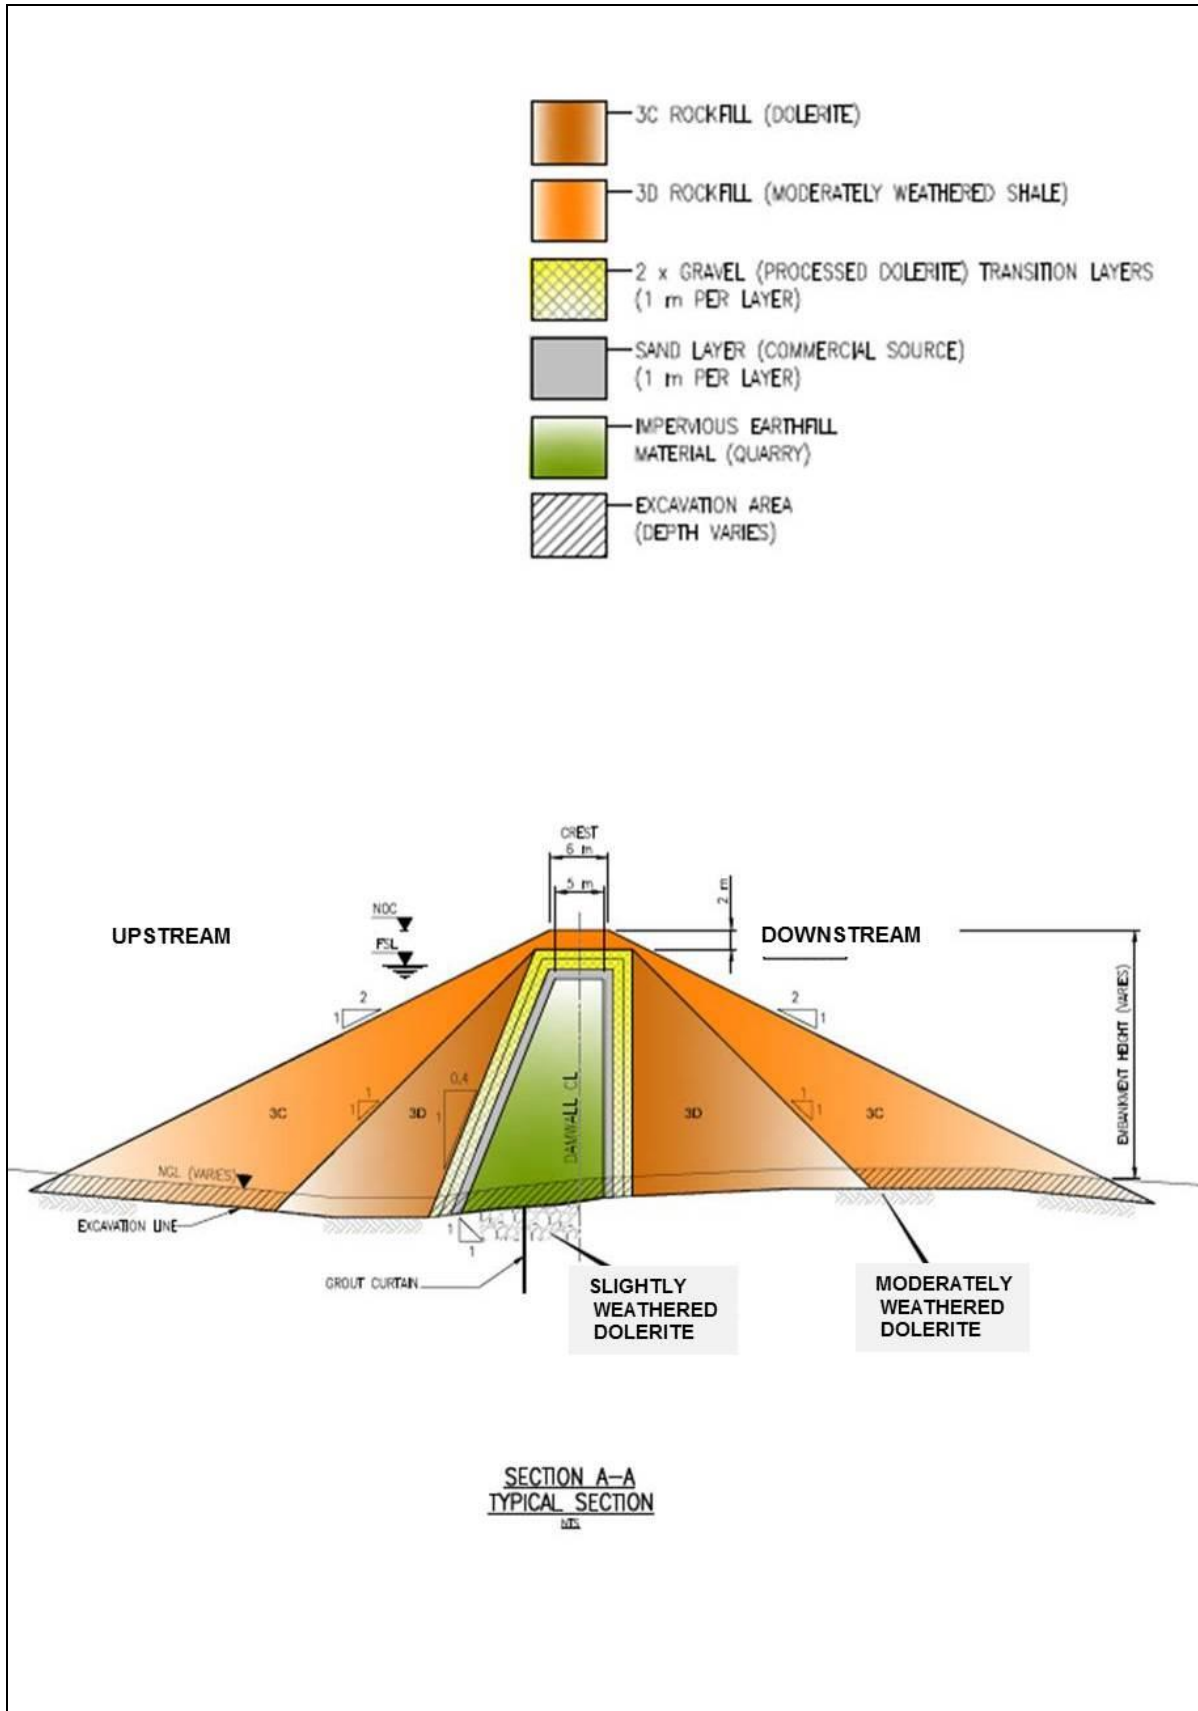 3C ROCKFILL (DOLERITE)
3D ROCKFILL (MODERATELY WEATHERED SHALE)
2 x GRAVEL (PROCESSED DOLERITE) TRANSITION LAYERS
(1 m PER LAYER)
SAND LAYER (COMMERCIAL SOURCE)
(1 m PER LAYER)
IMPERVIOUS EARTHFILL
MATERIAL (QUARRY)
EXCAVATION AREA
(DEPTH VARIES)
CREST
6 m
5 m
2 m
NOC
FSL
UPSTREAM
DOWNSTREAM
2
1
2
1
EMBANKMENT HEIGHT (VARIES)
0,4
1
1
1
1
1
3C
3D
DAMWALL CL
3D
3C
NGL (VARIES)
EXCAVATION LINE
1
1
GROUT CURTAIN
SLIGHTLY
WEATHERED
DOLERITE
MODERATELY
WEATHERED
DOLERITE
SECTION A-A
TYPICAL SECTION
NTS